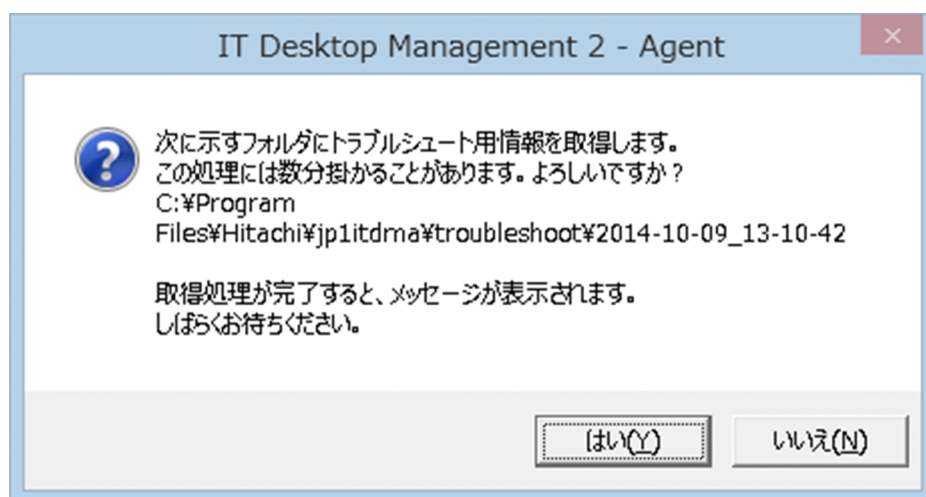 IT Desktop Management 2 - Agent
次に示すフォルダにトラブルシュート用情報を取得します。
この処理には数分掛かることがあります。よろしいですか？
C:¥Program
Files¥Hitachi¥jp1itdma¥troubleshoot¥2014-10-09_13-10-42
取得処理が完了すると、メッセージが表示されます。
しばらくお待ちください。
はい(Y) いいえ(N)